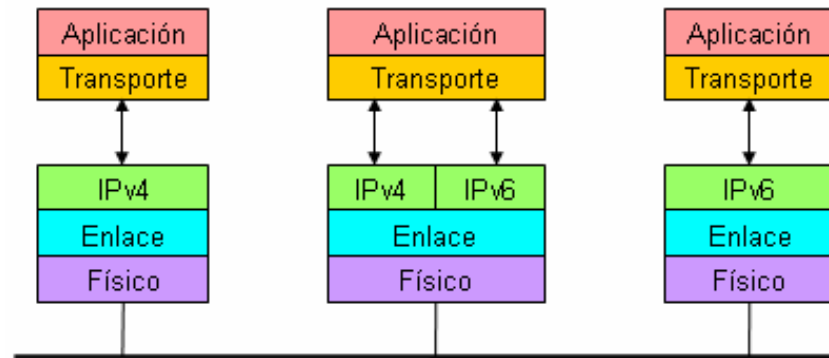 Aplicación
Transporte
IPv4
Enlace
Físico
Aplicación
Transporte
IPv4 IPv6
Enlace
Físico
Aplicación
Transporte
IPv6
Enlace
Físico